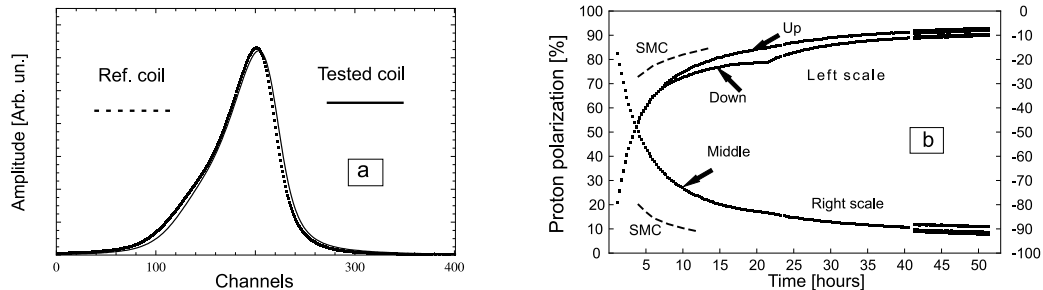 Amplitude [Arb. un.]
Ref. coil
Tested coil
a
0 100 200 300 400
Channels
Proton polarization [%]
100
90
80
70
60
50
40
30
20
10
0
SMC
Up
Left scale
Down
b
Middle
Right scale
SMC
0
-10
-20
-30
-40
-50
-60
-70
-80
-90
-100
5 10 15 20 25 30 35 40 45 50
Time [hours]